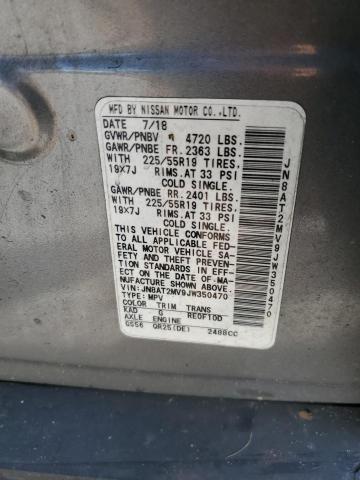 MFD BY NISSAN MOTOR CO.,LTD.
DATE 7/18
GVWR/PNBV 4720 LBS.
GAWR/PNBE FR. 2363 LBS.
WITH 225/55R19 TIRES,
19X7J RIMS.AT 33 PSI
COLD SINGLE.
GAWR/PNBE RR. 2401 LBS.
WITH 225/55R19 TIRES,
19X7J RIMS.AT 33 PSI
COLD SINGLE.
THIS VEHICLE CONFORMS
TO ALL APPLICABLE FED-
ERAL MOTOR VEHICLE SA-
FETY AND THEFT PREVENTI-
ON STANDARDS IN EFFECT
ON THE DATE OF MA-
NUFACTURE SHOWN ABOVE.
VIN: JN8AT2MV9JW350470
TYPE: MPV
COLOR TRIM TRANS
KAD G RE0F10D
AXLE ENGINE
GS56 QR25(DE) 2488CC
JN8AT2MV9JW350470